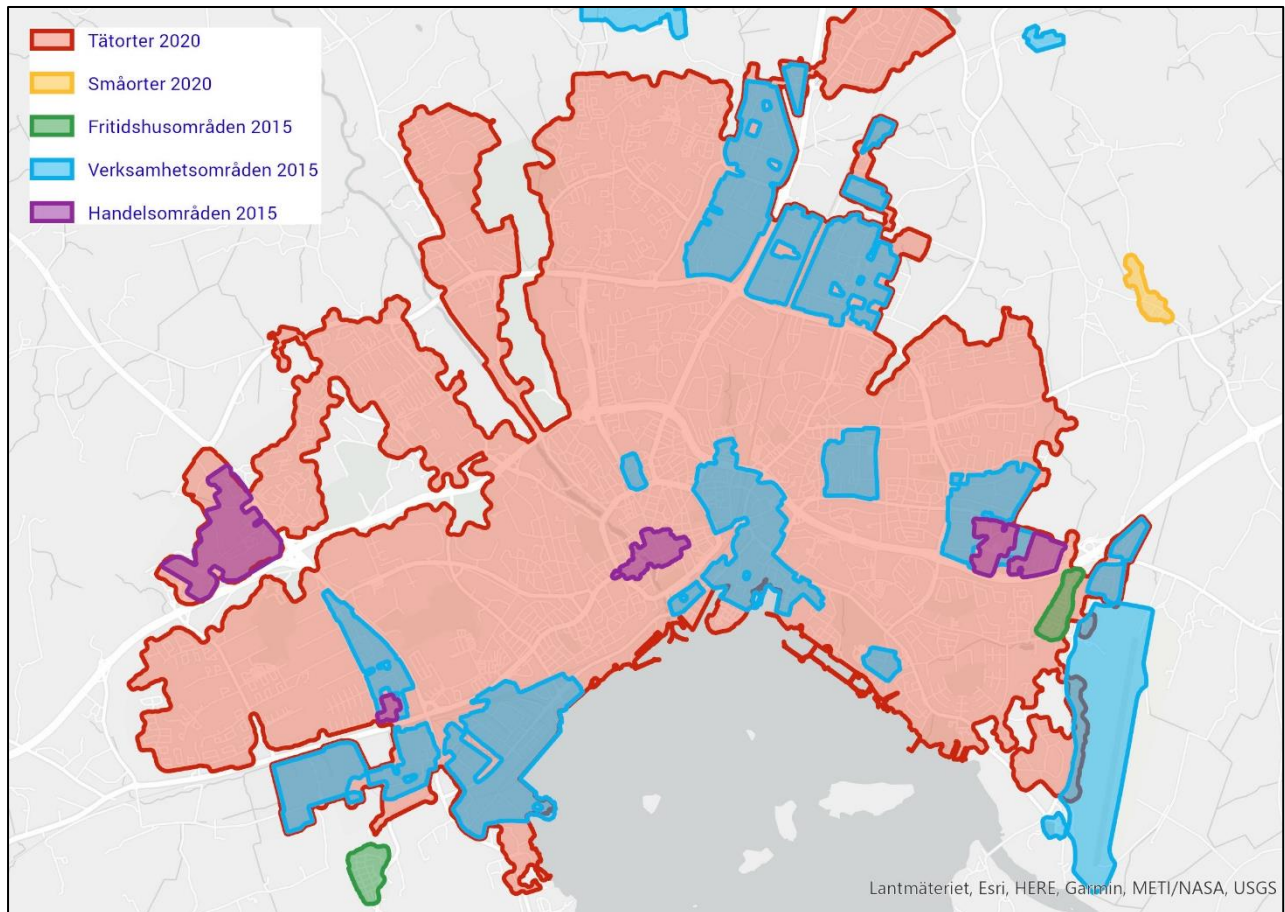 Tätorter 2020
Småorter 2020
Fritidshusområden 2015
Verksamhetsområden 2015
Handelsområden 2015
Lantmäteriet, Esri, HERE, Garmin, METI/NASA, USGS